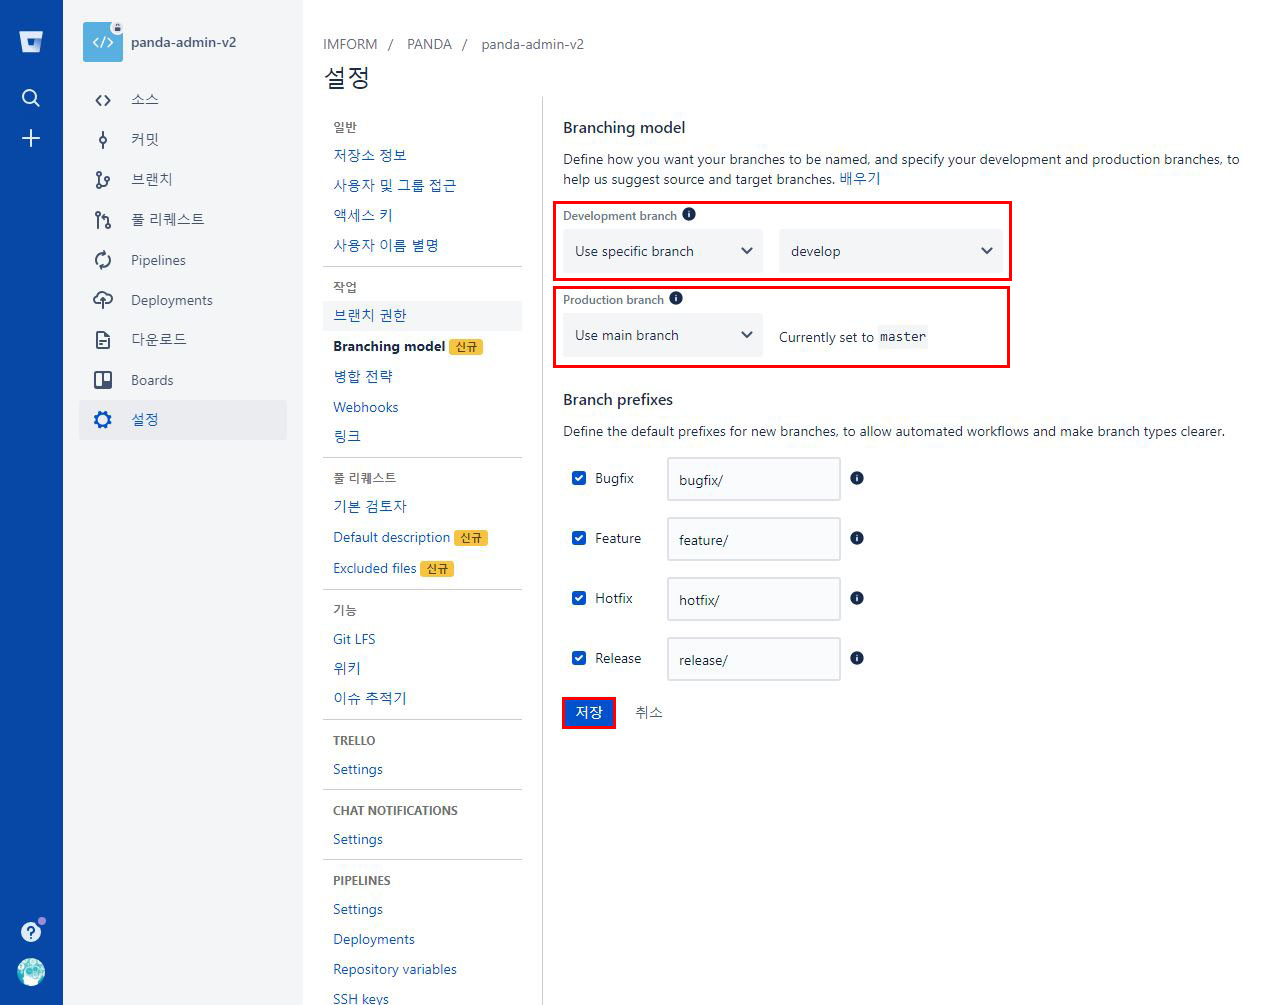 panda-admin-v2
소스
커밋
브랜치
풀 리퀘스트
Pipelines
Deployments
다운로드
Boards
설정
IMFORM / PANDA / panda-admin-v2
설정
일반
저장소 정보
사용자 및 그룹 접근
액세스 키
사용자 이름 별명
작업
브랜치 권한
Branching model 신규
병합 전략
Webhooks
링크
풀 리퀘스트
기본 검토자
Default description 신규
Excluded files 신규
기능
Git LFS
위키
이슈 추적기
TRELLO
Settings
CHAT NOTIFICATIONS
Settings
PIPELINES
Settings
Deployments
Repository variables
SSH keys
Branching model
Define how you want your branches to be named, and specify your development and production branches, to
help us suggest source and target branches. 배우기
Development branch
Use specific branch develop
Production branch
Use main branch Currently set to master
Branch prefixes
Define the default prefixes for new branches, to allow automated workflows and make branch types clearer.
Bugfix bugfix/
Feature feature/
Hotfix hotfix/
Release release/
저장 취소